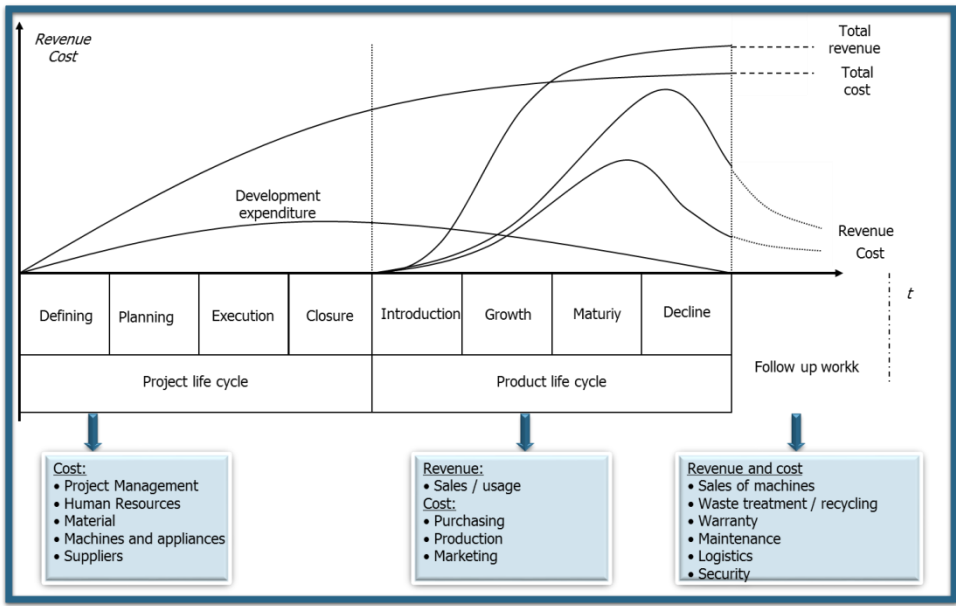 Revenue
Cost
Total
revenue
Total
cost
Development
expenditure
Revenue
Cost
t
Defining
Planning
Execution
Closure
Introduction
Growth
Maturiy
Decline
Project life cycle
Product life cycle
Follow up workk
Cost:
• Project Management
• Human Resources
• Material
• Machines and appliances
• Suppliers
Revenue:
• Sales / usage
Cost:
• Purchasing
• Production
• Marketing
Revenue and cost
• Sales of machines
• Waste treatment / recycling
• Warranty
• Maintenance
• Logistics
• Security